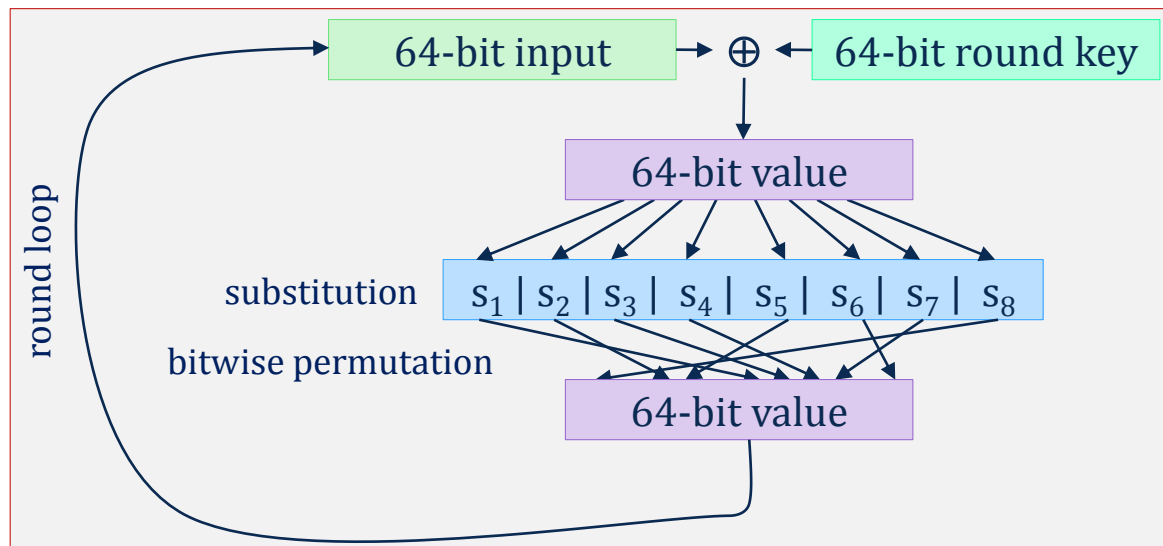 64-bit input ⊕ 64-bit round key
64-bit value
round loop
substitution
s₁ | s₂ | s₃ | s₄ | s₅ | s₆ | s₇ | s₈
bitwise permutation
64-bit value